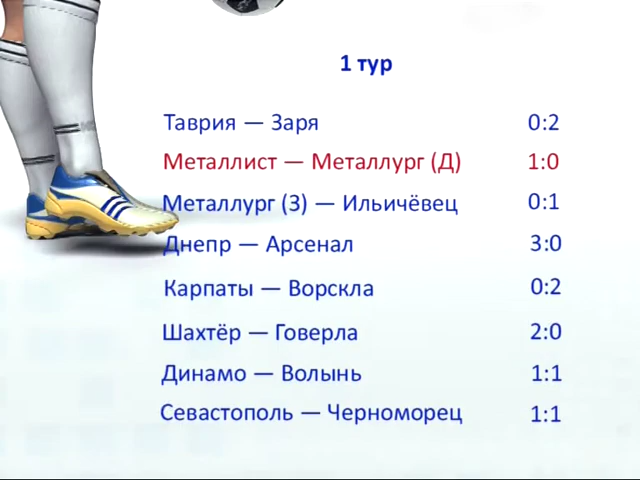 1 тур
Таврия — Заря 0:2
Металлист — Металлург (Д) 1:0
Металлург (З) — Ильичёвец 0:1
Днепр — Арсенал 3:0
Карпаты — Ворскла 0:2
Шахтёр — Говерла 2:0
Динамо — Волынь 1:1
Севастополь — Черноморец 1:1